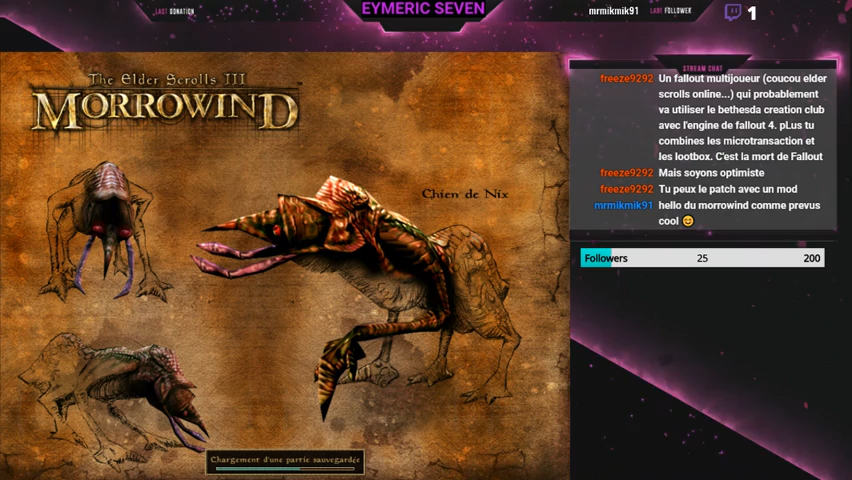 LAST DONATION
EYMERIC SEVEN
mrmikmik91 LAST FOLLOWER
1
The Elder Scrolls III
MORROWIND
Chien de Nix
Chargement d'une partie sauvegardée
STREAM CHAT
freeze9292 Un fallout multijoueur (coucou elder
scrolls online...) qui probablement
va utiliser le bethesda creation club
avec l'engine de fallout 4. pLus tu
combines les microtransaction et
les lootbox. C'est la mort de Fallout
freeze9292 Mais soyons optimiste
freeze9292 Tu peux le patch avec un mod
mrmikmik91 hello du morrowind comme prevus
cool 😊
Followers 25 200